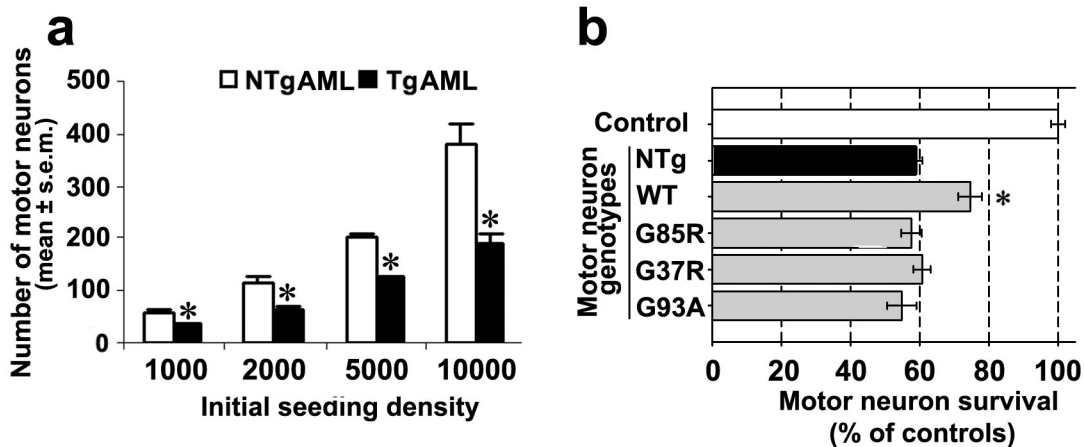 a
Number of motor neurons
(mean ± s.e.m.)
500
400
300
200
100
0
NTgAML TgAML
* * * *
1000 2000 5000 10000
Initial seeding density
b
Motor neuron
genotypes
Control
NTg
WT *
G85R
G37R
G93A
0 20 40 60 80 100
Motor neuron survival
(% of controls)